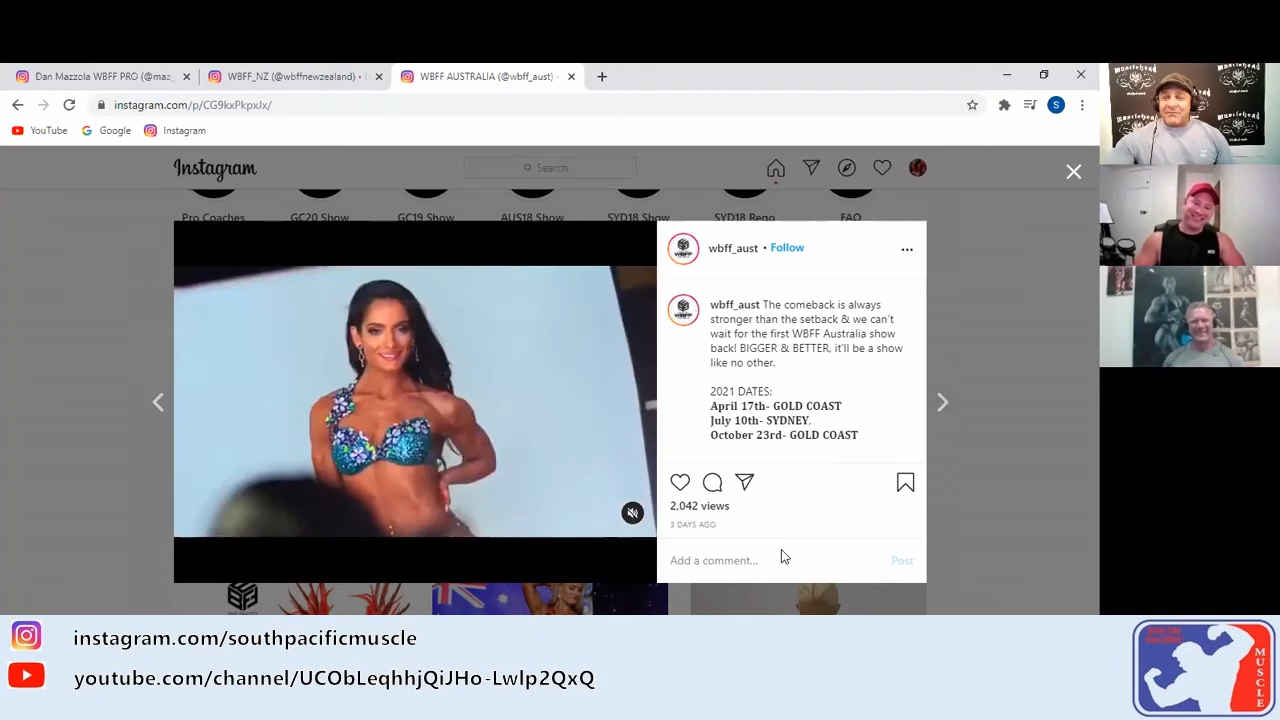 Dan Mazzola WBFF PRO (@maz_
WBFF_NZ (@wbffnewzealand) •
WBFF AUSTRALIA (@wbff_aust) •
instagram.com/p/CG9kxPkpxJx/
S
YouTube
Google
Instagram
Instagram
Search
Pro Coaches
GC20 Show
GC19 Show
AUS18 Show
SYD18 Show
SYD18 Rego
FAQ
wbff_aust • Follow
wbff_aust The comeback is always
stronger than the setback & we can't
wait for the first WBFF Australia show
back! BIGGER & BETTER, it'll be a show
like no other.
2021 DATES:
April 17th- GOLD COAST
July 10th- SYDNEY.
October 23rd- GOLD COAST
2,042 views
3 DAYS AGO
Add a comment...
Post
instagram.com/southpacificmuscle
youtube.com/channel/UCObLeqhhjQiJHo-Lwlp2QxQ
SOUTH
PACIFIC
MUSCLE